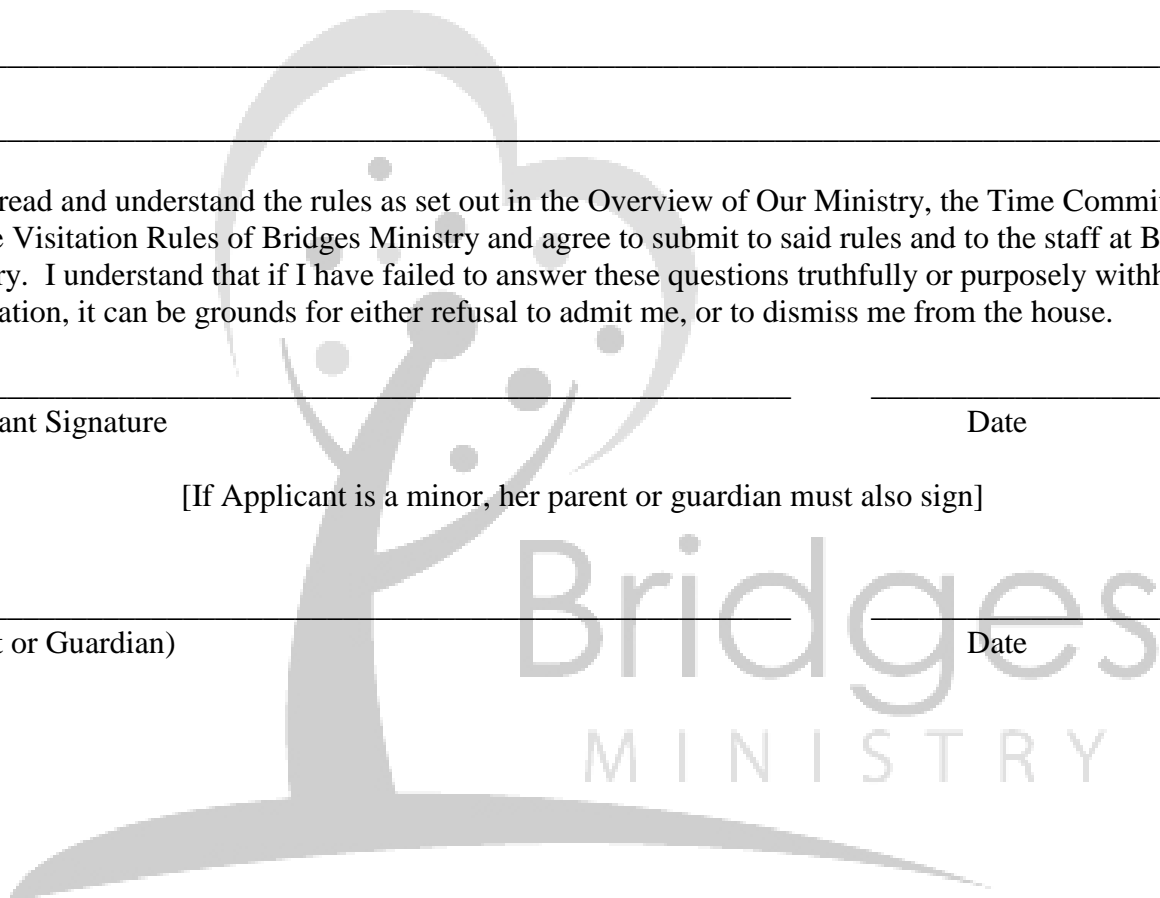 read and understand the rules as set out in the Overview of Our Ministry, the Time Commi
e Visitation Rules of Bridges Ministry and agree to submit to said rules and to the staff at B
ry. I understand that if I have failed to answer these questions truthfully or purposely withh
ation, it can be grounds for either refusal to admit me, or to dismiss me from the house.
ant Signature Date
[If Applicant is a minor, her parent or guardian must also sign]
t or Guardian) Date
Bridges
MINISTRY